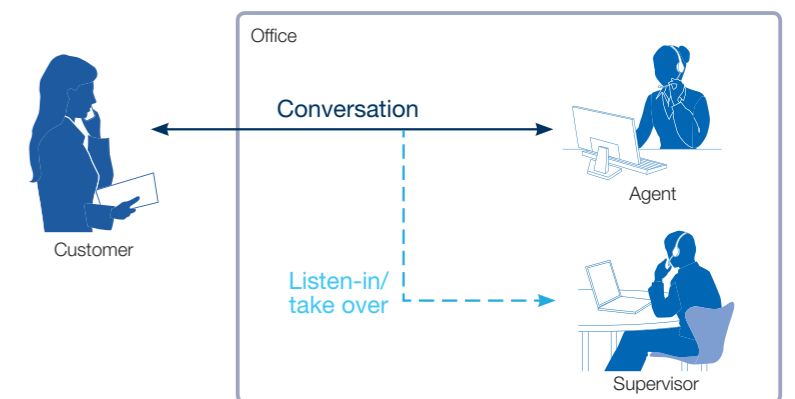 Office
Conversation
Agent
Customer
Listen-in/
take over
Supervisor